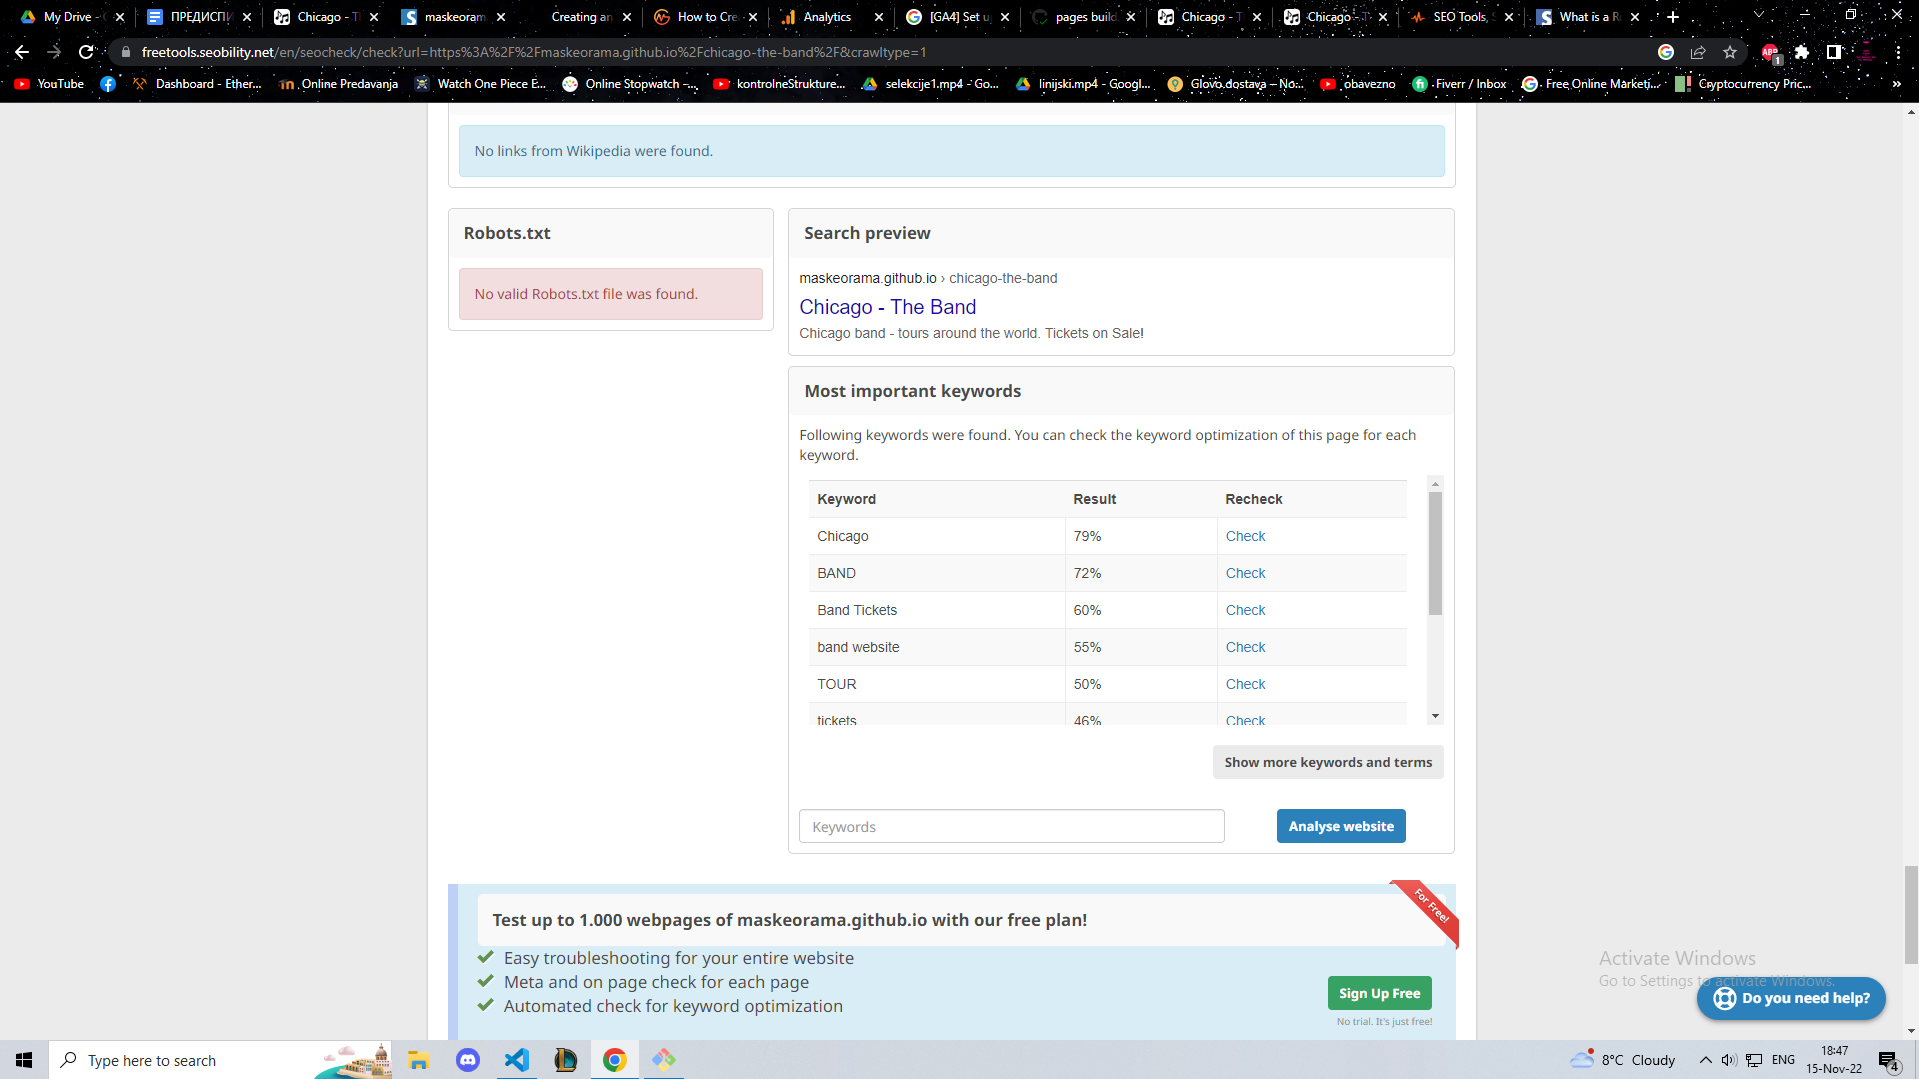 My Drive - G
ПРЕДИСПИ
Chicago - T
maskeoram
Creating an
How to Cre
Analytics
[GA4] Set u
pages build
Chicago - T
Chicago - T
SEO Tools, S
What is a R
freetools.seobility.net/en/seocheck/check?url=https%3A%2F%2Fmaskeorama.github.io%2Fchicago-the-band%2F&crawltype=1
YouTube
Dashboard - Ether...
Online Predavanja
Watch One Piece E...
Online Stopwatch -...
kontrolneStrukture...
selekcije1.mp4 - Go...
linijski.mp4 - Googl...
Glovo dostava – No...
obavezno
Fiverr / Inbox
Free Online Marketi...
Cryptocurrency Pric...
No links from Wikipedia were found.
Robots.txt
No valid Robots.txt file was found.
Search preview
maskeorama.github.io › chicago-the-band
Chicago - The Band
Chicago band - tours around the world. Tickets on Sale!
Most important keywords
Following keywords were found. You can check the keyword optimization of this page for each
keyword.
Keyword Result Recheck
Chicago 79% Check
BAND 72% Check
Band Tickets 60% Check
band website 55% Check
TOUR 50% Check
tickets 46% Check
Show more keywords and terms
Keywords
Analyse website
For Free!
Test up to 1.000 webpages of maskeorama.github.io with our free plan!
Easy troubleshooting for your entire website
Meta and on page check for each page
Automated check for keyword optimization
Sign Up Free
No trial. It's just free!
Activate Windows
Go to Settings to activate Windows.
Do you need help?
Type here to search
8°C Cloudy
ENG
18:47
15-Nov-22
4